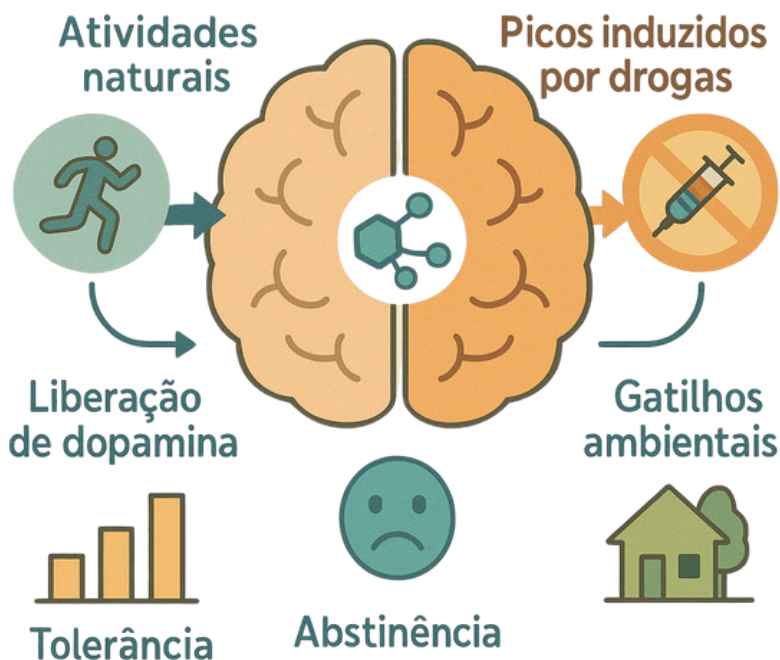 Atividades
naturais
Picos induzidos
por drogas
Liberação
de dopamina
Gatilhos
ambientais
Tolerância
Abstinência